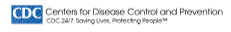 CDC Centers for Disease Control and Prevention
CDC 24/7: Saving Lives, Protecting People™